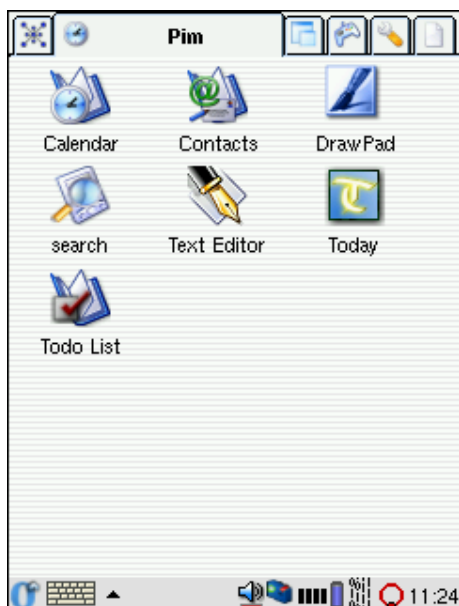 Pim
Calendar Contacts DrawPad
search Text Editor Today
Todo List
11:24